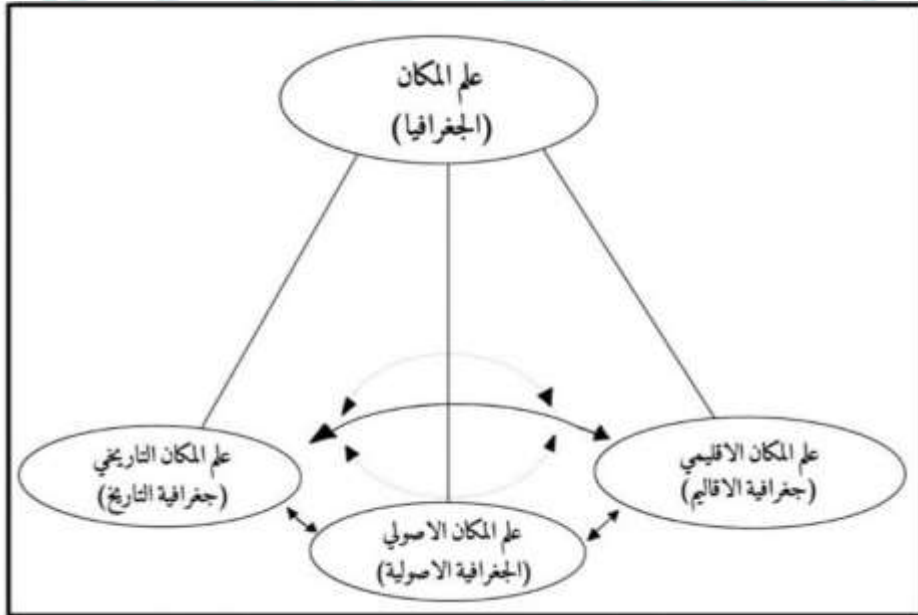 علم المكان
(الجغرافيا)
علم المكان الاقليمي
(جغرافية الاقاليم)
علم المكان التاريخي
(جغرافية التاريخ)
علم المكان الاصولي
(الجغرافية الاصولية)